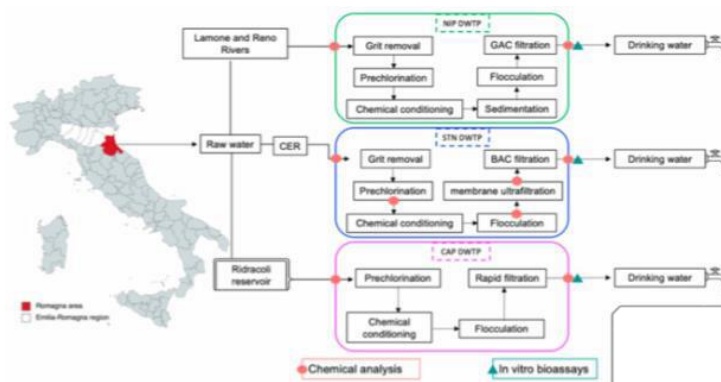 NIP DWTP
Lamone and Reno
Rivers
Grit removal
GAC filtration
Drinking water
Prechlorination
Flocculation
Chemical conditioning
Sedimentation
STN DWTP
Raw water
CER
Grit removal
BAC filtration
Drinking water
Prechlorination
membrane ultrafiltration
Chemical conditioning
Flocculation
CAP DWTP
Ridracoli
reservoir
Prechlorination
Rapid filtration
Drinking water
Chemical
conditioning
Flocculation
Romagna area
Emilia-Romagna region
Chemical analysis
In vitro bioassays